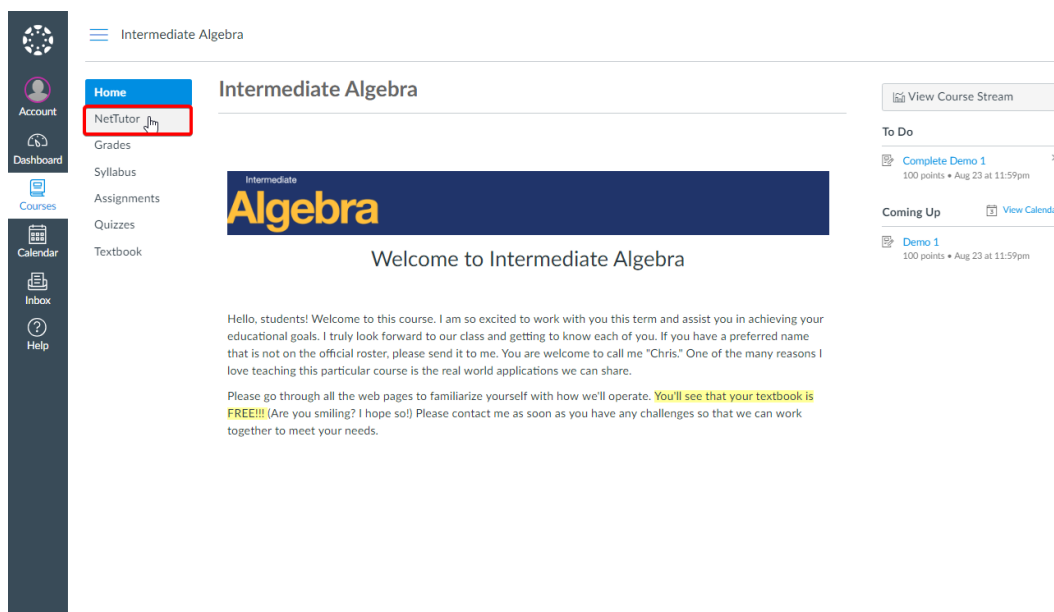 Intermediate Algebra
Account
Dashboard
Courses
Calendar
Inbox
Help
Home
NetTutor
Grades
Syllabus
Assignments
Quizzes
Textbook
Intermediate Algebra
Intermediate
Algebra
Welcome to Intermediate Algebra
Hello, students! Welcome to this course. I am so excited to work with you this term and assist you in achieving your
educational goals. I truly look forward to our class and getting to know each of you. If you have a preferred name
that is not on the official roster, please send it to me. You are welcome to call me "Chris." One of the many reasons I
love teaching this particular course is the real world applications we can share.
Please go through all the web pages to familiarize yourself with how we'll operate. You'll see that your textbook is
FREE!!! (Are you smiling? I hope so!) Please contact me as soon as you have any challenges so that we can work
together to meet your needs.
View Course Stream
To Do
Complete Demo 1
100 points • Aug 23 at 11:59pm
Coming Up
3 View Calenda
Demo 1
100 points • Aug 23 at 11:59pm